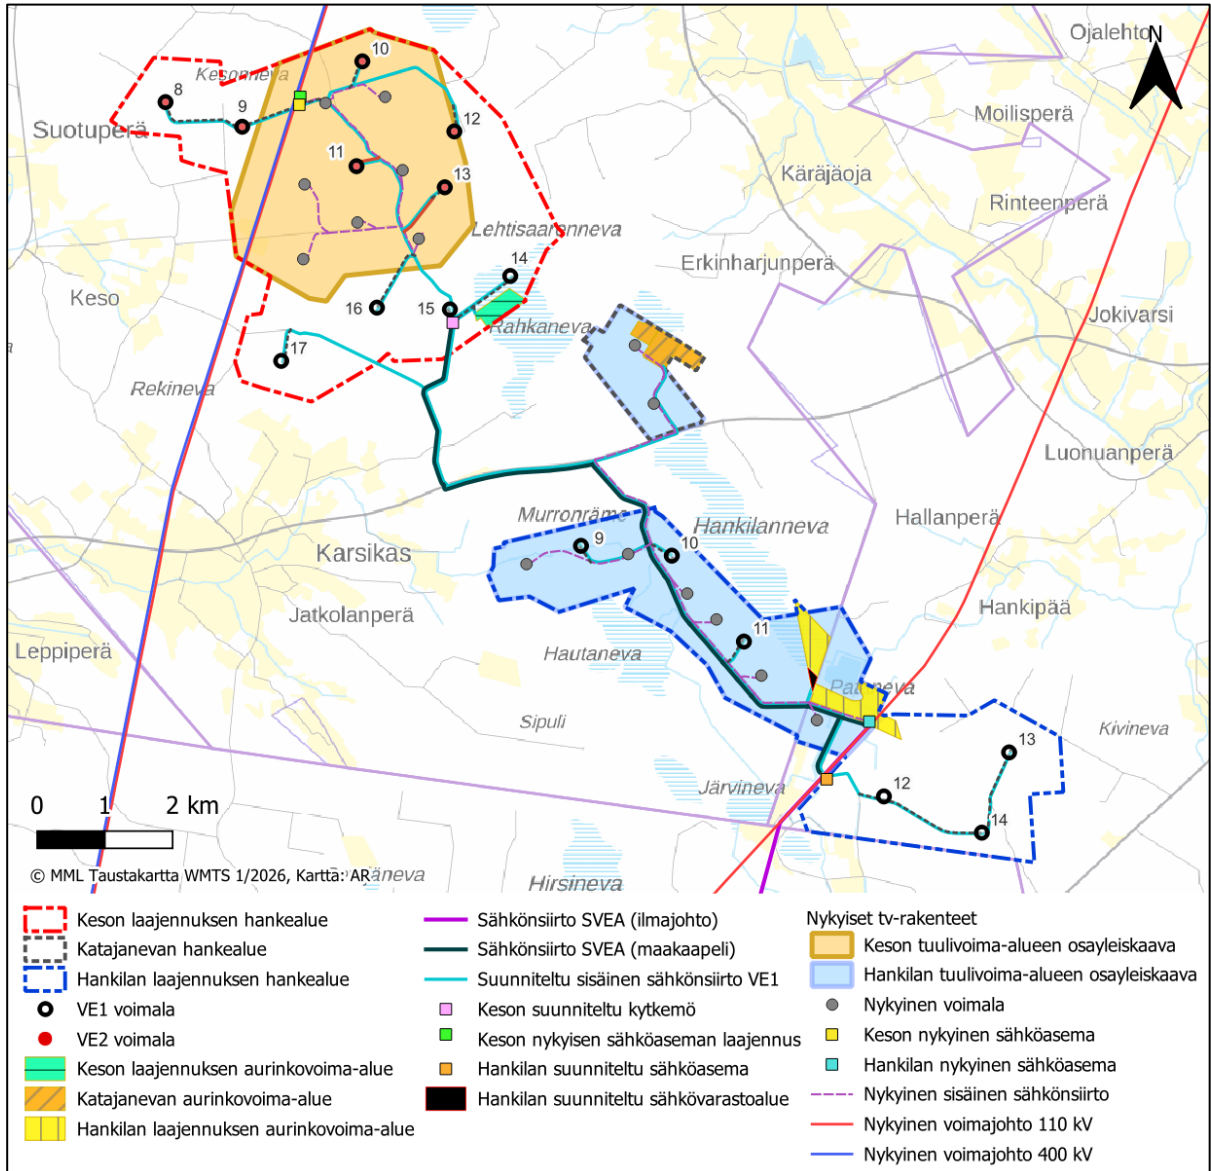 Ojalehto
N
10
Kesonneva
8
9
Moilisperä
Suotuperä
12
11
13
Käräjäoja
Rinteenperä
Lehtisaarenneva
14
Erkinharjunperä
Keso
16
15
Rahkaneva
Jokivarsi
17
Rekineva
Luonuanperä
Murronräme
Hankilanneva
Hallanperä
9
10
Karsikas
Jatkolanperä
Hankipää
11
Leppiperä
Hautaneva
Pataneva
Sipuli
Kivineva
13
Järvineva
12
0 1 2 km
14
© MML Taustakartta WMTS 1/2026, Kartta: AR
Hirsineva
Keson laajennuksen hankealue
Katajanevan hankealue
Hankilan laajennuksen hankealue
VE1 voimala
VE2 voimala
Keson laajennuksen aurinkovoima-alue
Katajanevan aurinkovoima-alue
Hankilan laajennuksen aurinkovoima-alue
Sähkönsiirto SVEA (ilmajohto)
Sähkönsiirto SVEA (maakaapeli)
Suunniteltu sisäinen sähkönsiirto VE1
Keson suunniteltu kytkemö
Keson nykyisen sähköaseman laajennus
Hankilan suunniteltu sähköasema
Hankilan suunniteltu sähkövarastoalue
Nykyiset tv-rakenteet
Keson tuulivoima-alueen osayleiskaava
Hankilan tuulivoima-alueen osayleiskaava
Nykyinen voimala
Keson nykyinen sähköasema
Hankilan nykyinen sähköasema
Nykyinen sisäinen sähkönsiirto
Nykyinen voimajohto 110 kV
Nykyinen voimajohto 400 kV